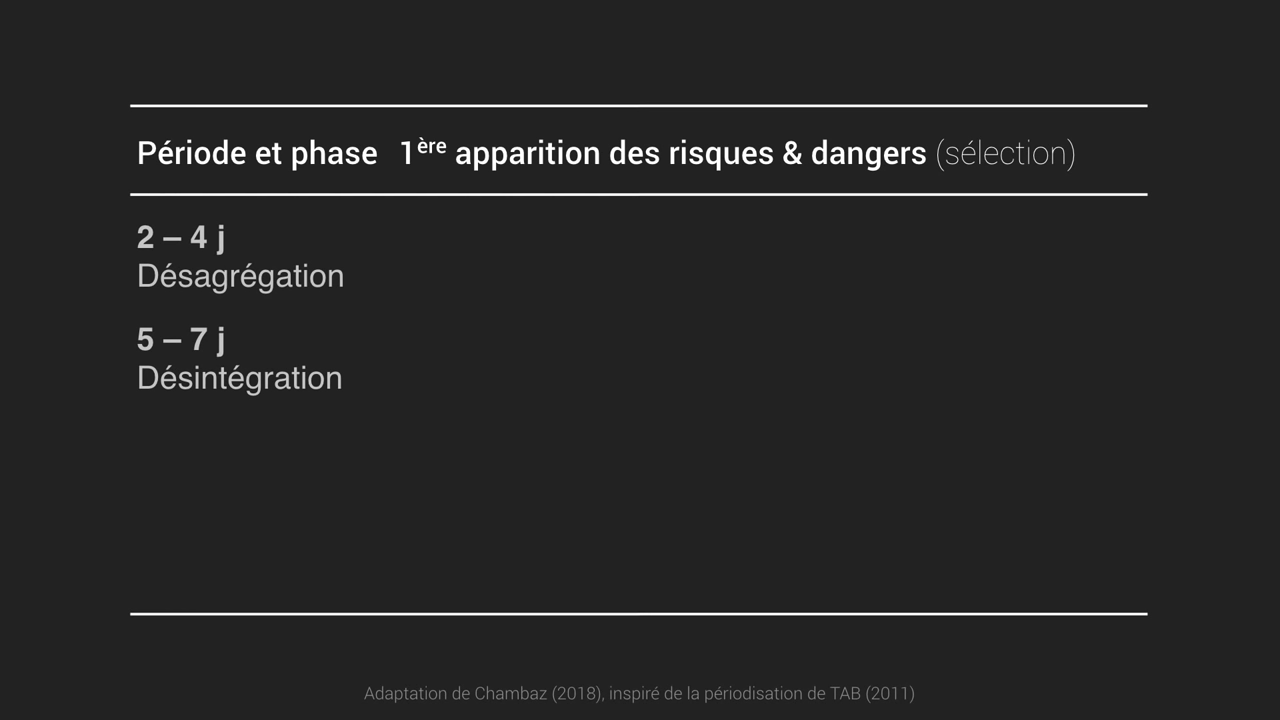 Période et phase 1ère apparition des risques & dangers (sélection)
2 – 4 j
Désagrégation
5 – 7 j
Désintégration
Adaptation de Chambaz (2018), inspiré de la périodisation de TAB (2011)